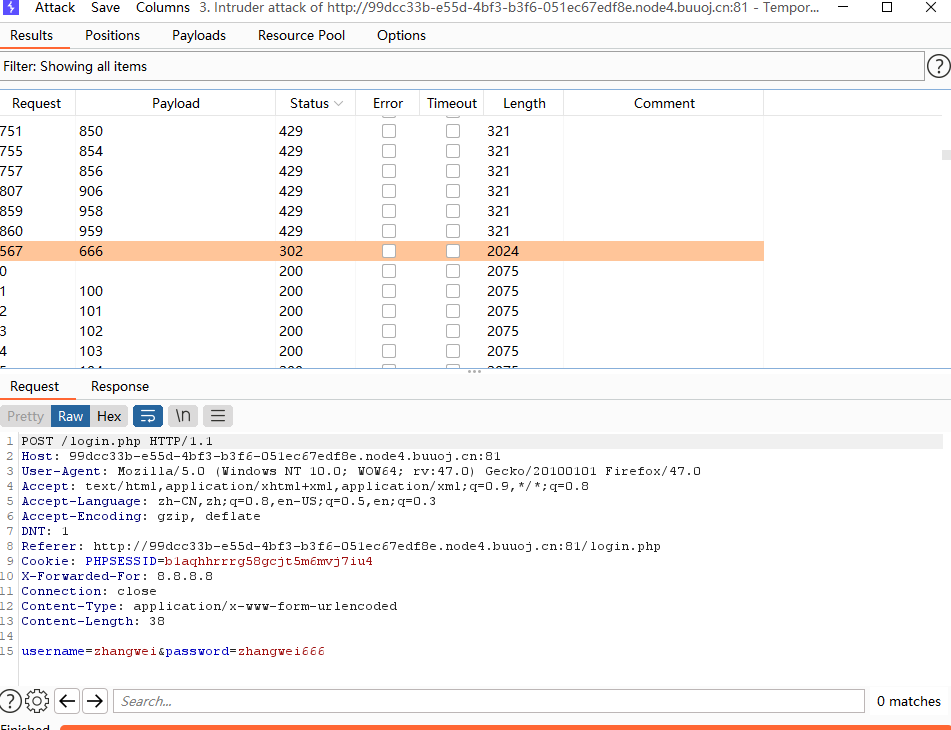 Attack Save Columns 3. Intruder attack of http://99dcc33b-e55d-4bf3-b3f6-051ec67edf8e.node4.buuoj.cn:81 - Tempor...
Results Positions Payloads Resource Pool Options
Filter: Showing all items ?
Request Payload Status Error Timeout Length Comment
751 850 429 321
755 854 429 321
757 856 429 321
807 906 429 321
859 958 429 321
860 959 429 321
567 666 302 2024
0 200 2075
1 100 200 2075
2 101 200 2075
3 102 200 2075
4 103 200 2075
Request Response
Pretty Raw Hex \n
1 POST /login.php HTTP/1.1
2 Host: 99dcc33b-e55d-4bf3-b3f6-051ec67edf8e.node4.buuoj.cn:81
3 User-Agent: Mozilla/5.0 (Windows NT 10.0; WOW64; rv:47.0) Gecko/20100101 Firefox/47.0
4 Accept: text/html,application/xhtml+xml,application/xml;q=0.9,*/*;q=0.8
5 Accept-Language: zh-CN,zh;q=0.8,en-US;q=0.5,en;q=0.3
6 Accept-Encoding: gzip, deflate
7 DNT: 1
8 Referer: http://99dcc33b-e55d-4bf3-b3f6-051ec67edf8e.node4.buuoj.cn:81/login.php
9 Cookie: PHPSESSID=b1aqhhrrrg58gcjt5m6mvj7iu4
10 X-Forwarded-For: 8.8.8.8
11 Connection: close
12 Content-Type: application/x-www-form-urlencoded
13 Content-Length: 38
14
15 username=zhangwei&password=zhangwei666
? Search... 0 matches
Finished